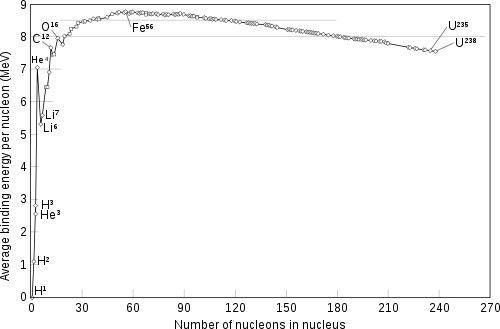 9
8
7
6
5
4
3
2
1
0
Average binding energy per nucleon (MeV)
O¹⁶
C¹²
He⁴
Fe⁵⁶
U²³⁵
U²³⁸
Li⁷
Li⁶
H³
He³
H²
H¹
0 30 60 90 120 150 180 210 240 270
Number of nucleons in nucleus